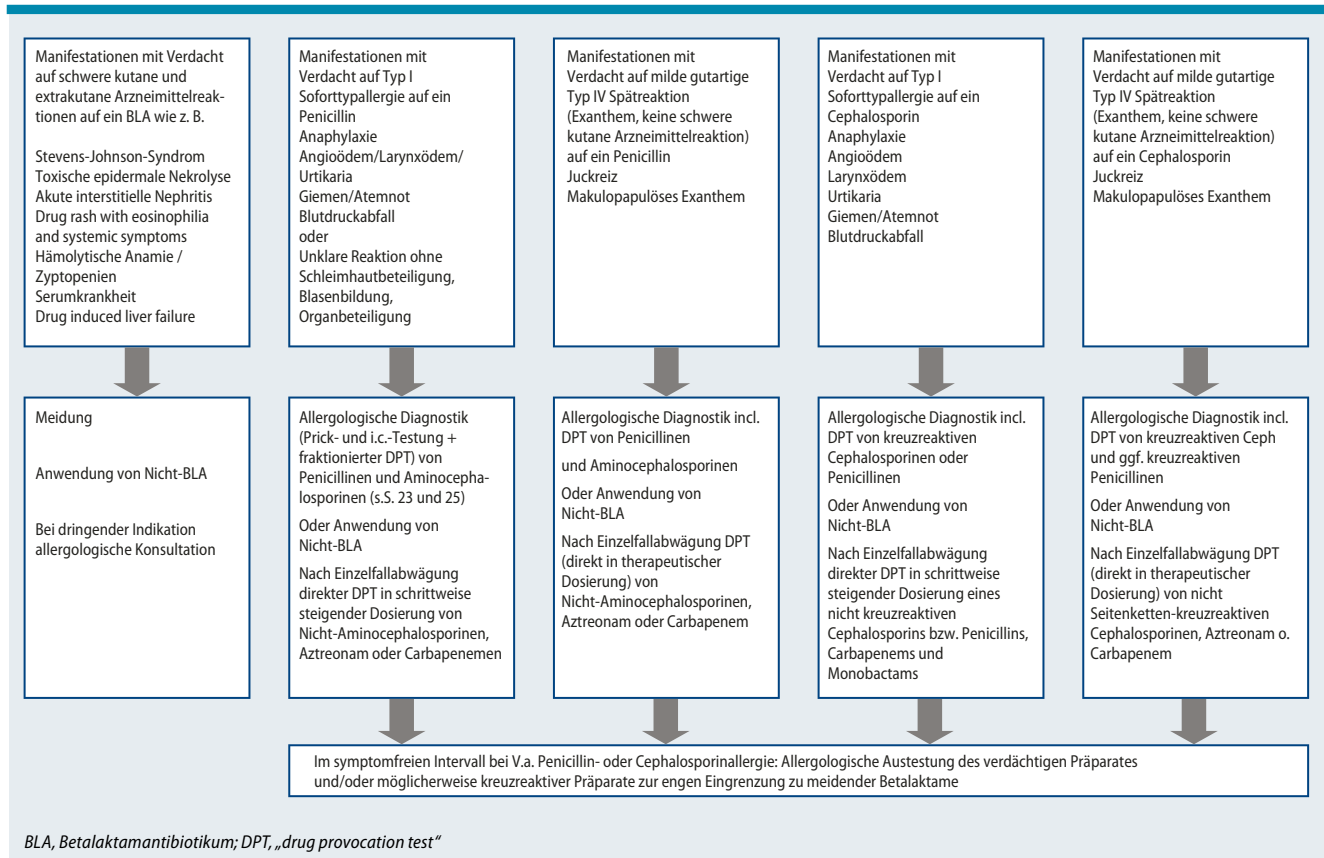 Manifestationen mit Verdacht
auf schwere kutane und
extrakutane Arzneimittelreak-
tionen auf ein BLA wie z. B.
Stevens-Johnson-Syndrom
Toxische epidermale Nekrolyse
Akute interstitielle Nephritis
Drug rash with eosinophilia
and systemic symptoms
Hämolytische Anamie /
Zyptopenien
Serumkrankheit
Drug induced liver failure
Manifestationen mit
Verdacht auf Typ I
Soforttypallergie auf ein
Penicillin
Anaphylaxie
Angioödem/Larynxödem/
Urtikaria
Giemen/Atemnot
Blutdruckabfall
oder
Unklare Reaktion ohne
Schleimhautbeteiligung,
Blasenbildung,
Organbeteiligung
Manifestationen mit
Verdacht auf milde gutartige
Typ IV Spätreaktion
(Exanthem, keine schwere
kutane Arzneimittelreaktion)
auf ein Penicillin
Juckreiz
Makulopapulöses Exanthem
Manifestationen mit
Verdacht auf Typ I
Soforttypallergie auf ein
Cephalosporin
Anaphylaxie
Angioödem
Larynxödem
Urtikaria
Giemen/Atemnot
Blutdruckabfall
Manifestationen mit
Verdacht auf milde gutartige
Typ IV Spätreaktion
(Exanthem, keine schwere
kutane Arzneimittelreaktion)
auf ein Cephalosporin
Juckreiz
Makulopapulöses Exanthem
Meidung
Anwendung von Nicht-BLA
Bei dringender Indikation
allergologische Konsultation
Allergologische Diagnostik
(Prick- und i.c.-Testung +
fraktionierter DPT) von
Penicillinen und Aminocepha-
losporinen (s.S. 23 und 25)
Oder Anwendung von
Nicht-BLA
Nach Einzelfallabwägung
direkter DPT in schrittweise
steigender Dosierung von
Nicht-Aminocephalosporinen,
Aztreonam oder Carbapenemen
Allergologische Diagnostik incl.
DPT von Penicillinen
und Aminocephalosporinen
Oder Anwendung von
Nicht-BLA
Nach Einzelfallabwägung DPT
(direkt in therapeutischer
Dosierung) von
Nicht-Aminocephalosporinen,
Aztreonam oder Carbapenem
Allergologische Diagnostik incl.
DPT von kreuzreaktiven
Cephalosporinen oder
Penicillinen
Oder Anwendung von
Nicht-BLA
Nach Einzelfallabwägung
direkter DPT in schrittweise
steigender Dosierung eines
nicht kreuzreaktiven
Cephalosporins bzw. Penicillins,
Carbapenems und
Monobactams
Allergologische Diagnostik incl.
DPT von kreuzreaktiven Ceph
und ggf. kreuzreaktiven
Penicillinen
Oder Anwendung von
Nicht-BLA
Nach Einzelfallabwägung DPT
(direkt in therapeutischer
Dosierung) von nicht
Seitenketten-kreuzreaktiven
Cephalosporinen, Aztreonam o.
Carbapenem
Im symptomfreien Intervall bei V.a. Penicillin- oder Cephalosporinallergie: Allergologische Austestung des verdächtigen Präparates
und/oder möglicherweise kreuzreaktiver Präparate zur engen Eingrenzung zu meidender Betalaktame
BLA, Betalaktamantibiotikum; DPT, „drug provocation test“